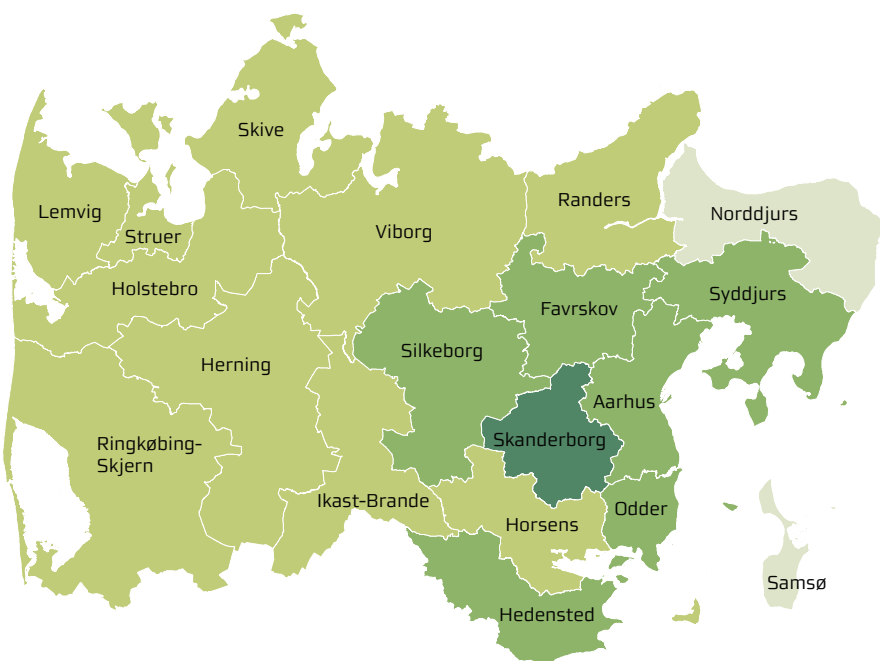 Skive
Lemvig
Struer
Randers
Norddjurs
Viborg
Holstebro
Favrskov
Syddjurs
Silkeborg
Herning
Aarhus
Ringkøbing-
Skjern
Skanderborg
Ikast-Brande
Horsens
Odder
Samsø
Hedensted